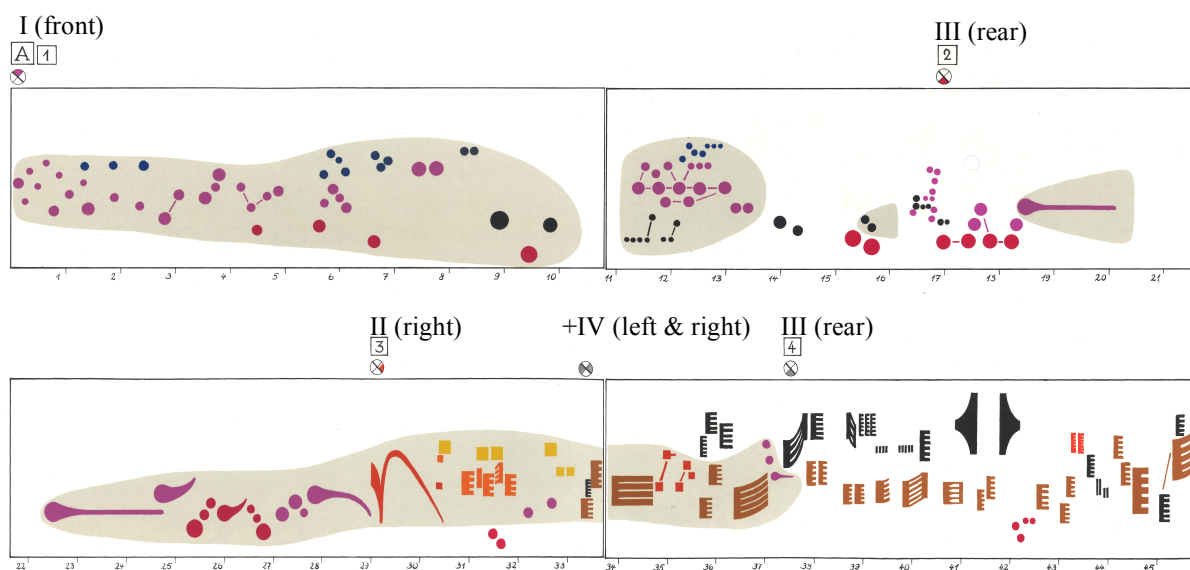 I (front)
III (rear)
A 1
2
1 2 3 4 5 6 7 8 9 10
11 12 13 14 15 16 17 13 19 20 21
II (right)
+IV (left & right)
III (rear)
3
4
22 23 24 25 26 27 28 29 30 31 32 33
34 35 36 37 38 39 40 41 42 43 44 45